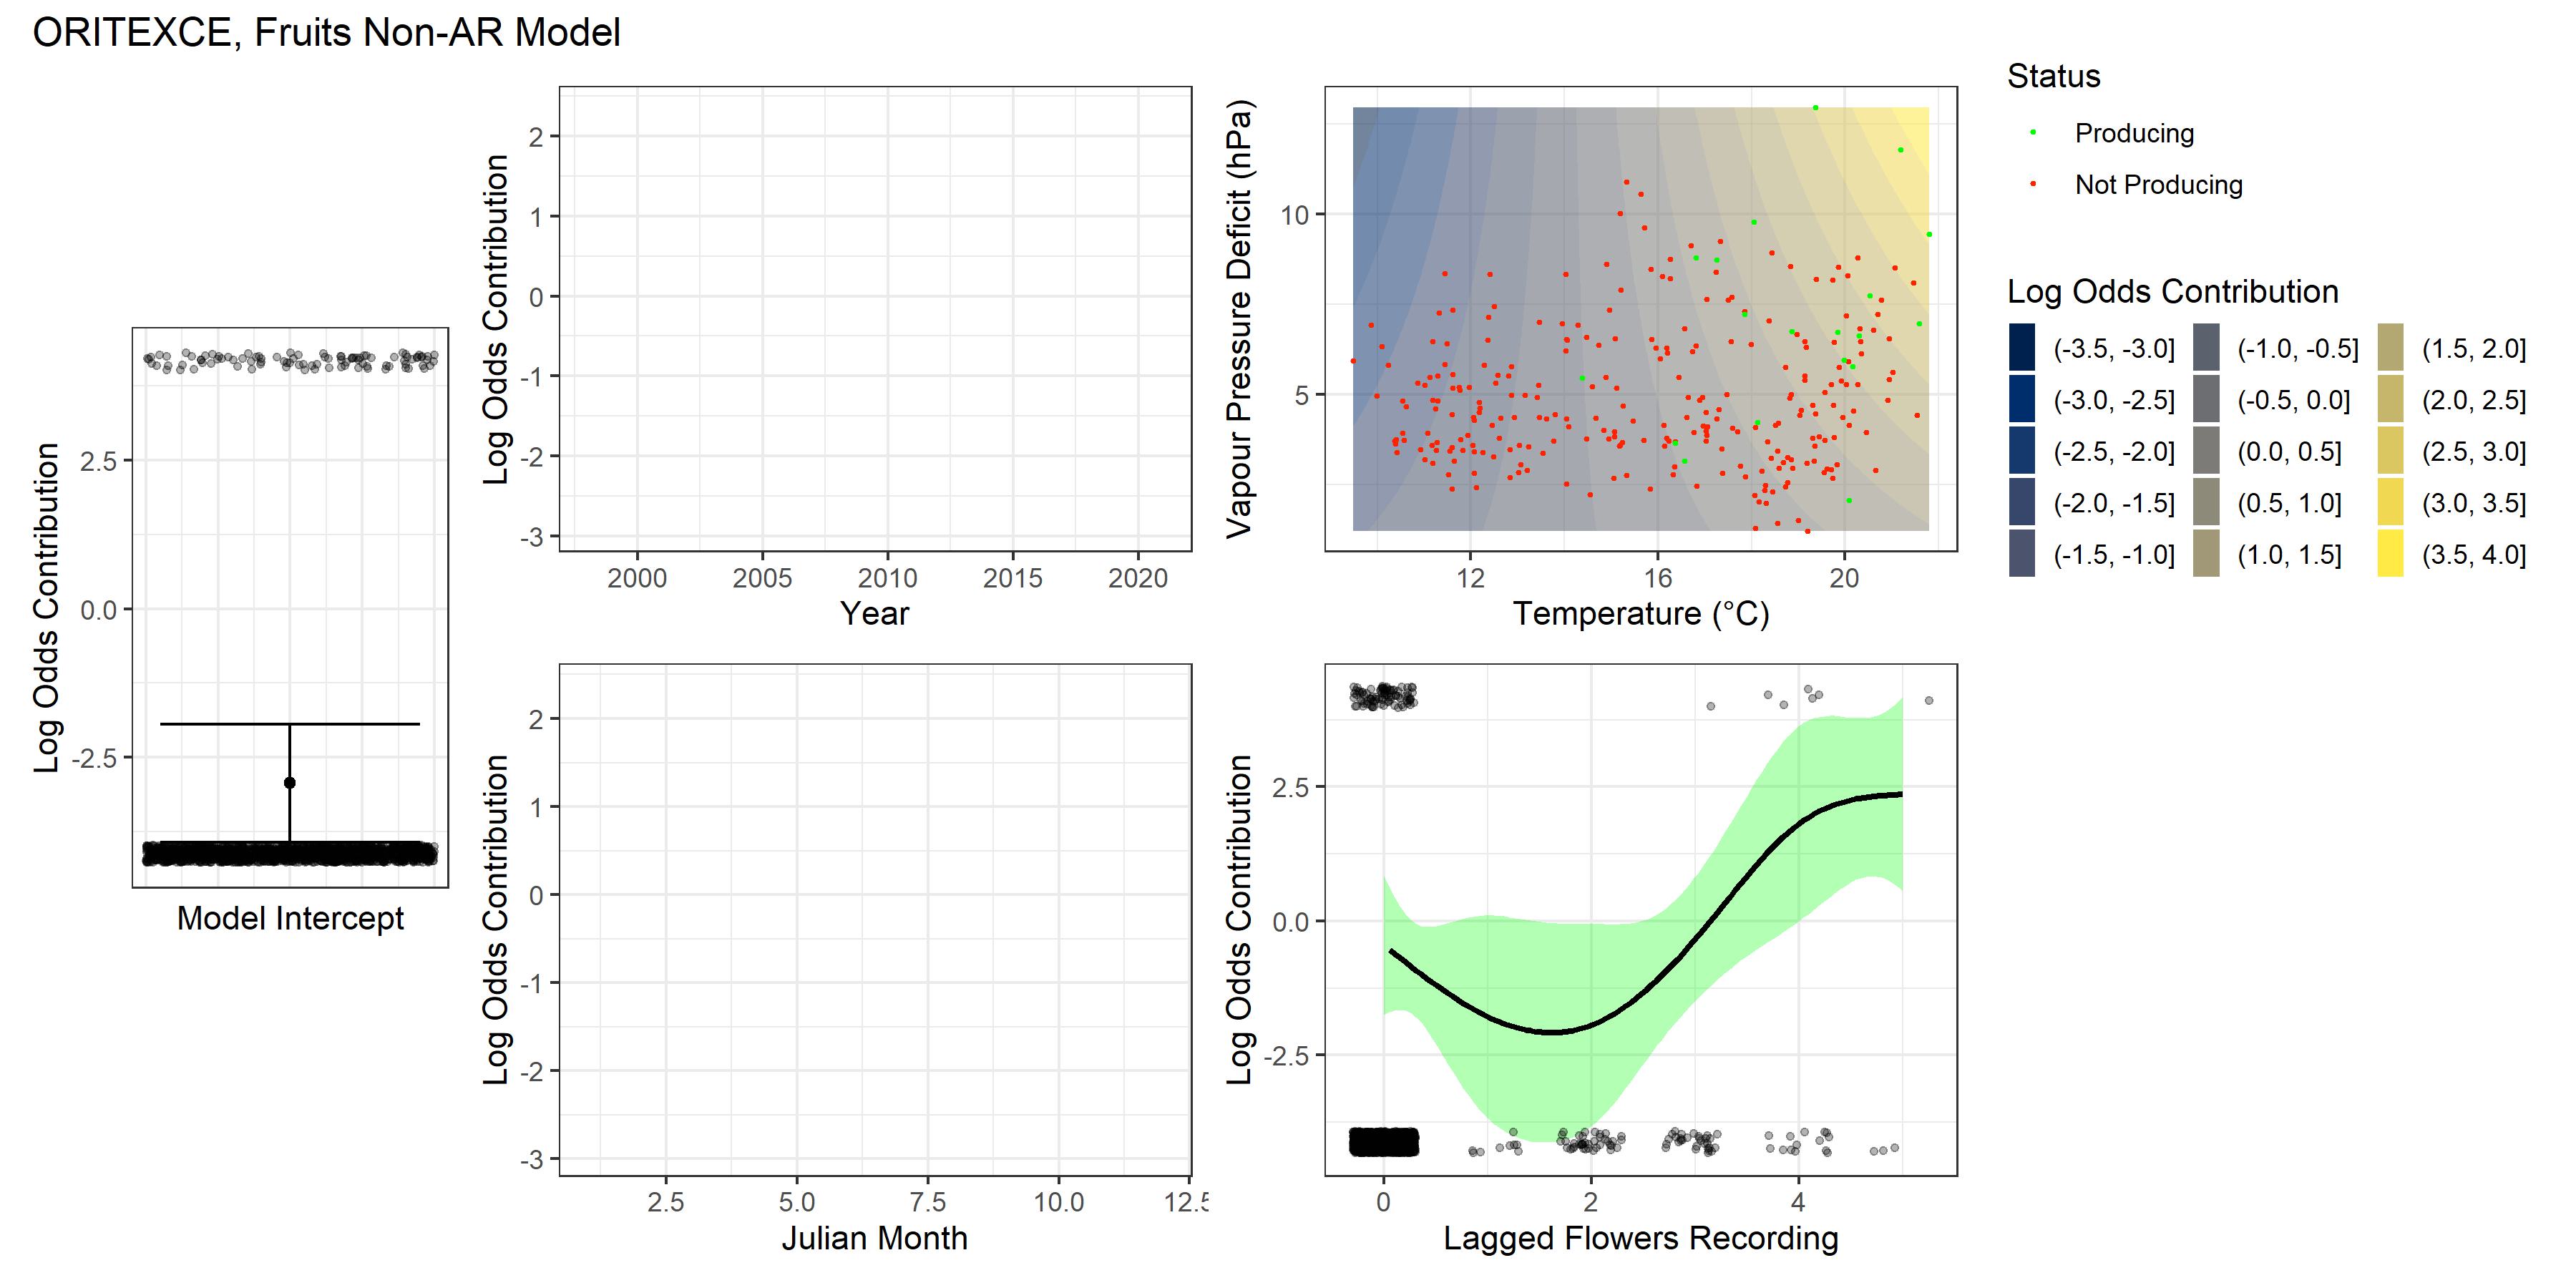 ORITEXCE, Fruits Non-AR Model
Log Odds Contribution
2.5
0.0
-2.5
Model Intercept
Log Odds Contribution
2
1
0
-1
-2
-3
2000 2005 2010 2015 2020
Year
Vapour Pressure Deficit (hPa)
10
5
12 16 20
Temperature (°C)
Log Odds Contribution
2
1
0
-1
-2
-3
2.5 5.0 7.5 10.0 12.5
Julian Month
Log Odds Contribution
2.5
0.0
-2.5
0 2 4
Lagged Flowers Recording
Status
Producing
Not Producing
Log Odds Contribution
(-3.5, -3.0] (-1.0, -0.5] (1.5, 2.0]
(-3.0, -2.5] (-0.5, 0.0] (2.0, 2.5]
(-2.5, -2.0] (0.0, 0.5] (2.5, 3.0]
(-2.0, -1.5] (0.5, 1.0] (3.0, 3.5]
(-1.5, -1.0] (1.0, 1.5] (3.5, 4.0]